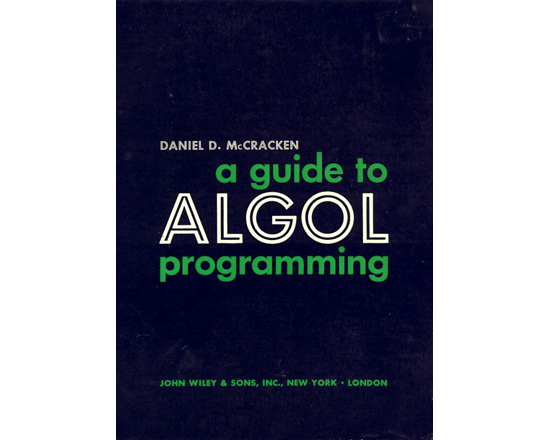 DANIEL D. McCRACKEN
a guide to
ALGOL
programming
JOHN WILEY & SONS, INC., NEW YORK • LONDON